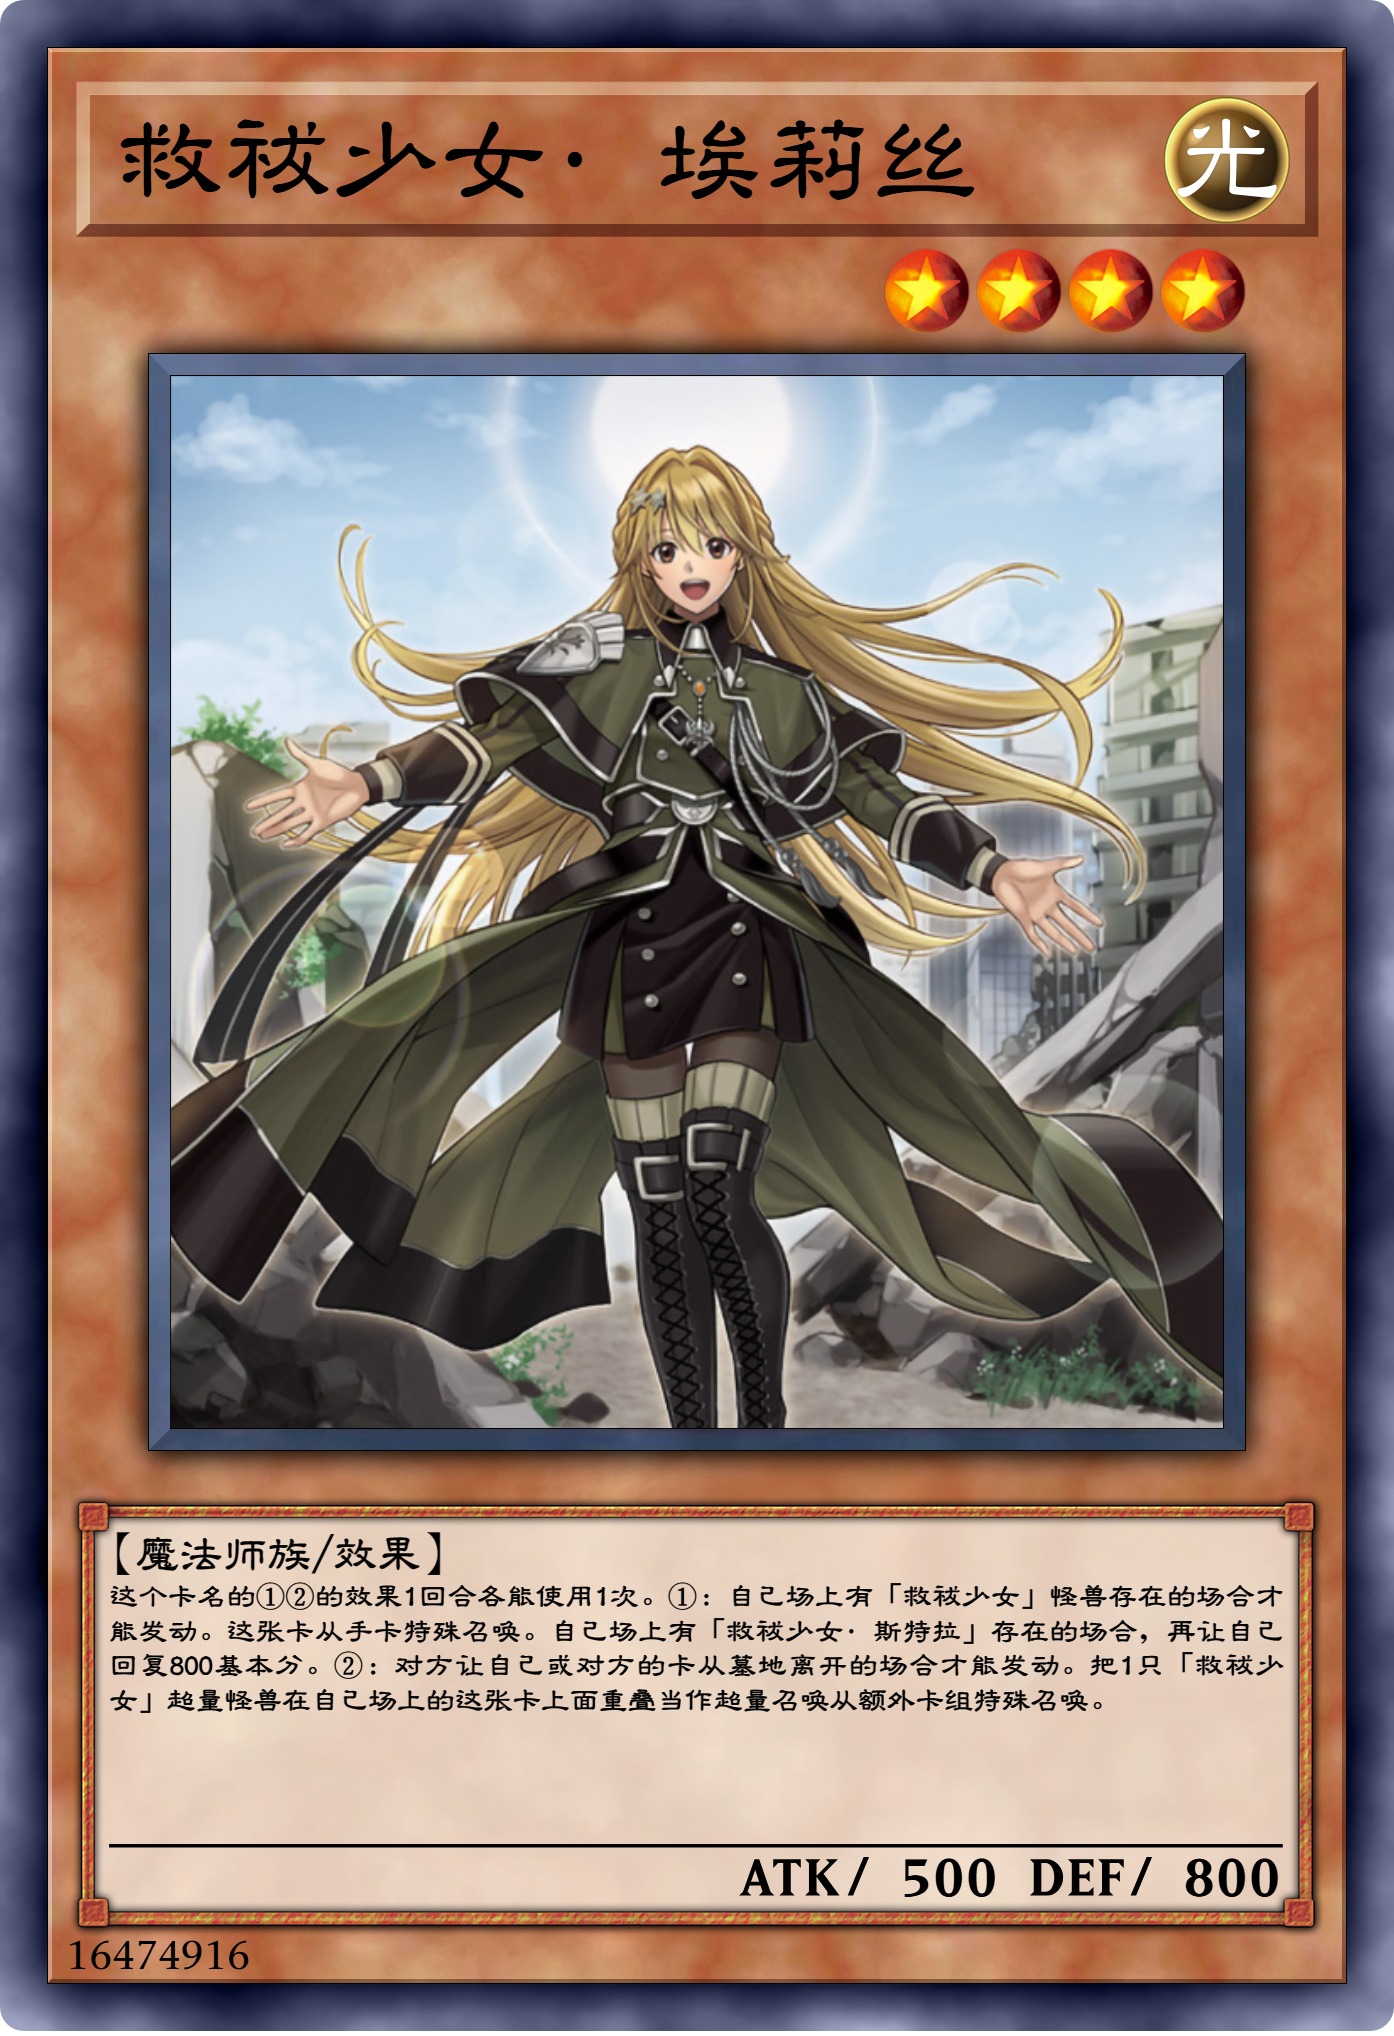 救祓少女·埃莉丝
光
【魔法师族/效果】
这个卡名的①②的效果1回合各能使用1次。①：自己场上有「救祓少女」怪兽存在的场合才
能发动。这张卡从手卡特殊召唤。自己场上有「救祓少女·斯特拉」存在的场合，再让自己
回复800基本分。②：对方让自己或对方的卡从墓地离开的场合才能发动。把1只「救祓少
女」超量怪兽在自己场上的这张卡上面重叠当作超量召唤从额外卡组特殊召唤。
ATK/ 500 DEF/ 800
16474916